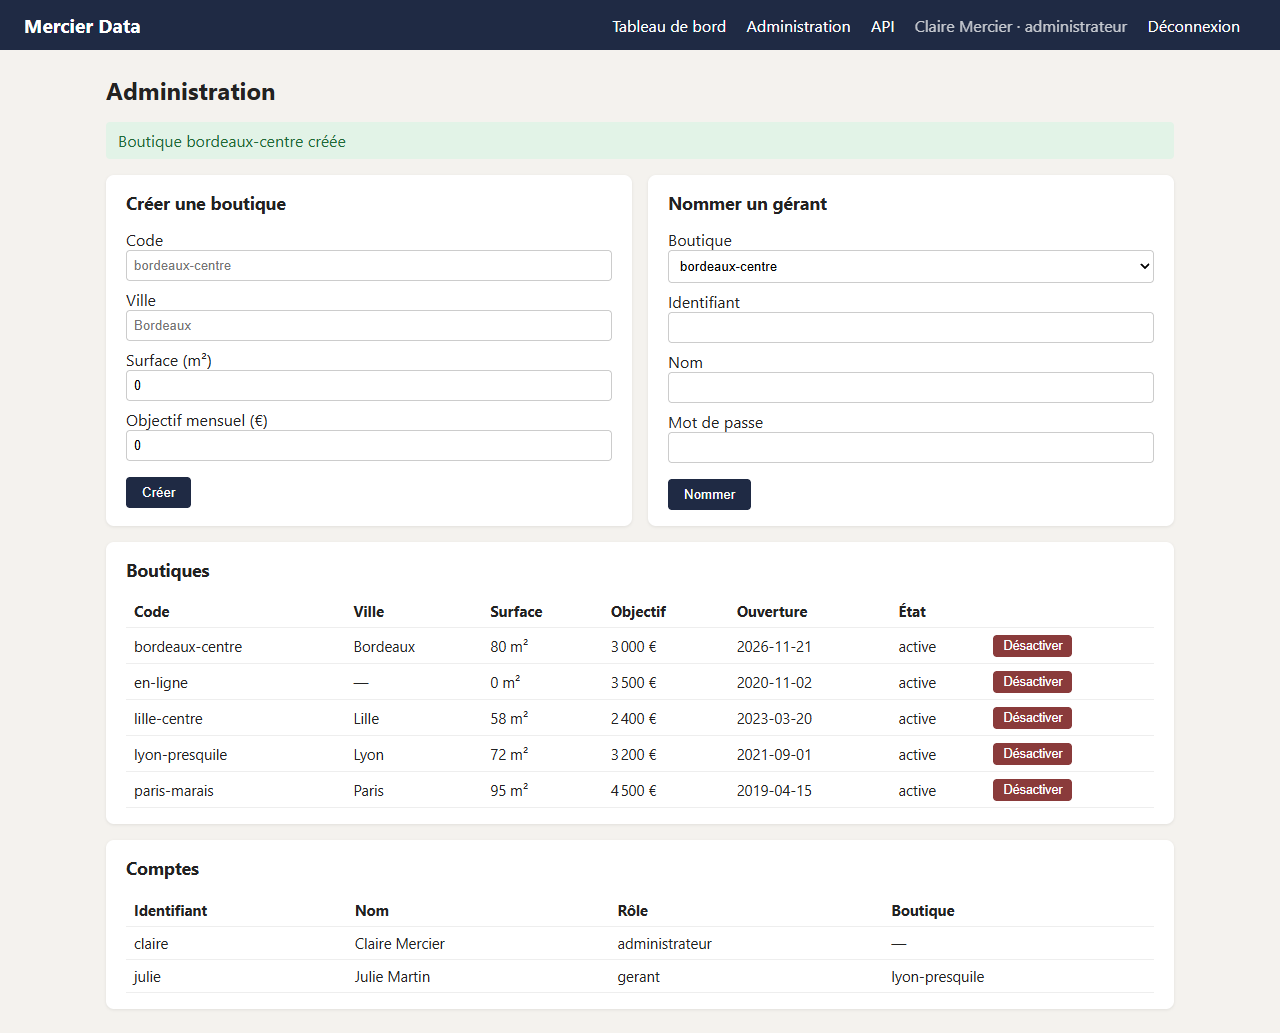 Mercier Data
Tableau de bord Administration API Claire Mercier · administrateur Déconnexion
Administration
Boutique bordeaux-centre créée
Créer une boutique
Code
bordeaux-centre
Ville
Bordeaux
Surface (m²)
0
Objectif mensuel (€)
0
Créer
Nommer un gérant
Boutique
bordeaux-centre
Identifiant
Nom
Mot de passe
Nommer
Boutiques
Code Ville Surface Objectif Ouverture État
bordeaux-centre Bordeaux 80 m² 3 000 € 2026-11-21 active Désactiver
en-ligne — 0 m² 3 500 € 2020-11-02 active Désactiver
lille-centre Lille 58 m² 2 400 € 2023-03-20 active Désactiver
lyon-presquile Lyon 72 m² 3 200 € 2021-09-01 active Désactiver
paris-marais Paris 95 m² 4 500 € 2019-04-15 active Désactiver
Comptes
Identifiant Nom Rôle Boutique
claire Claire Mercier administrateur —
julie Julie Martin gerant lyon-presquile